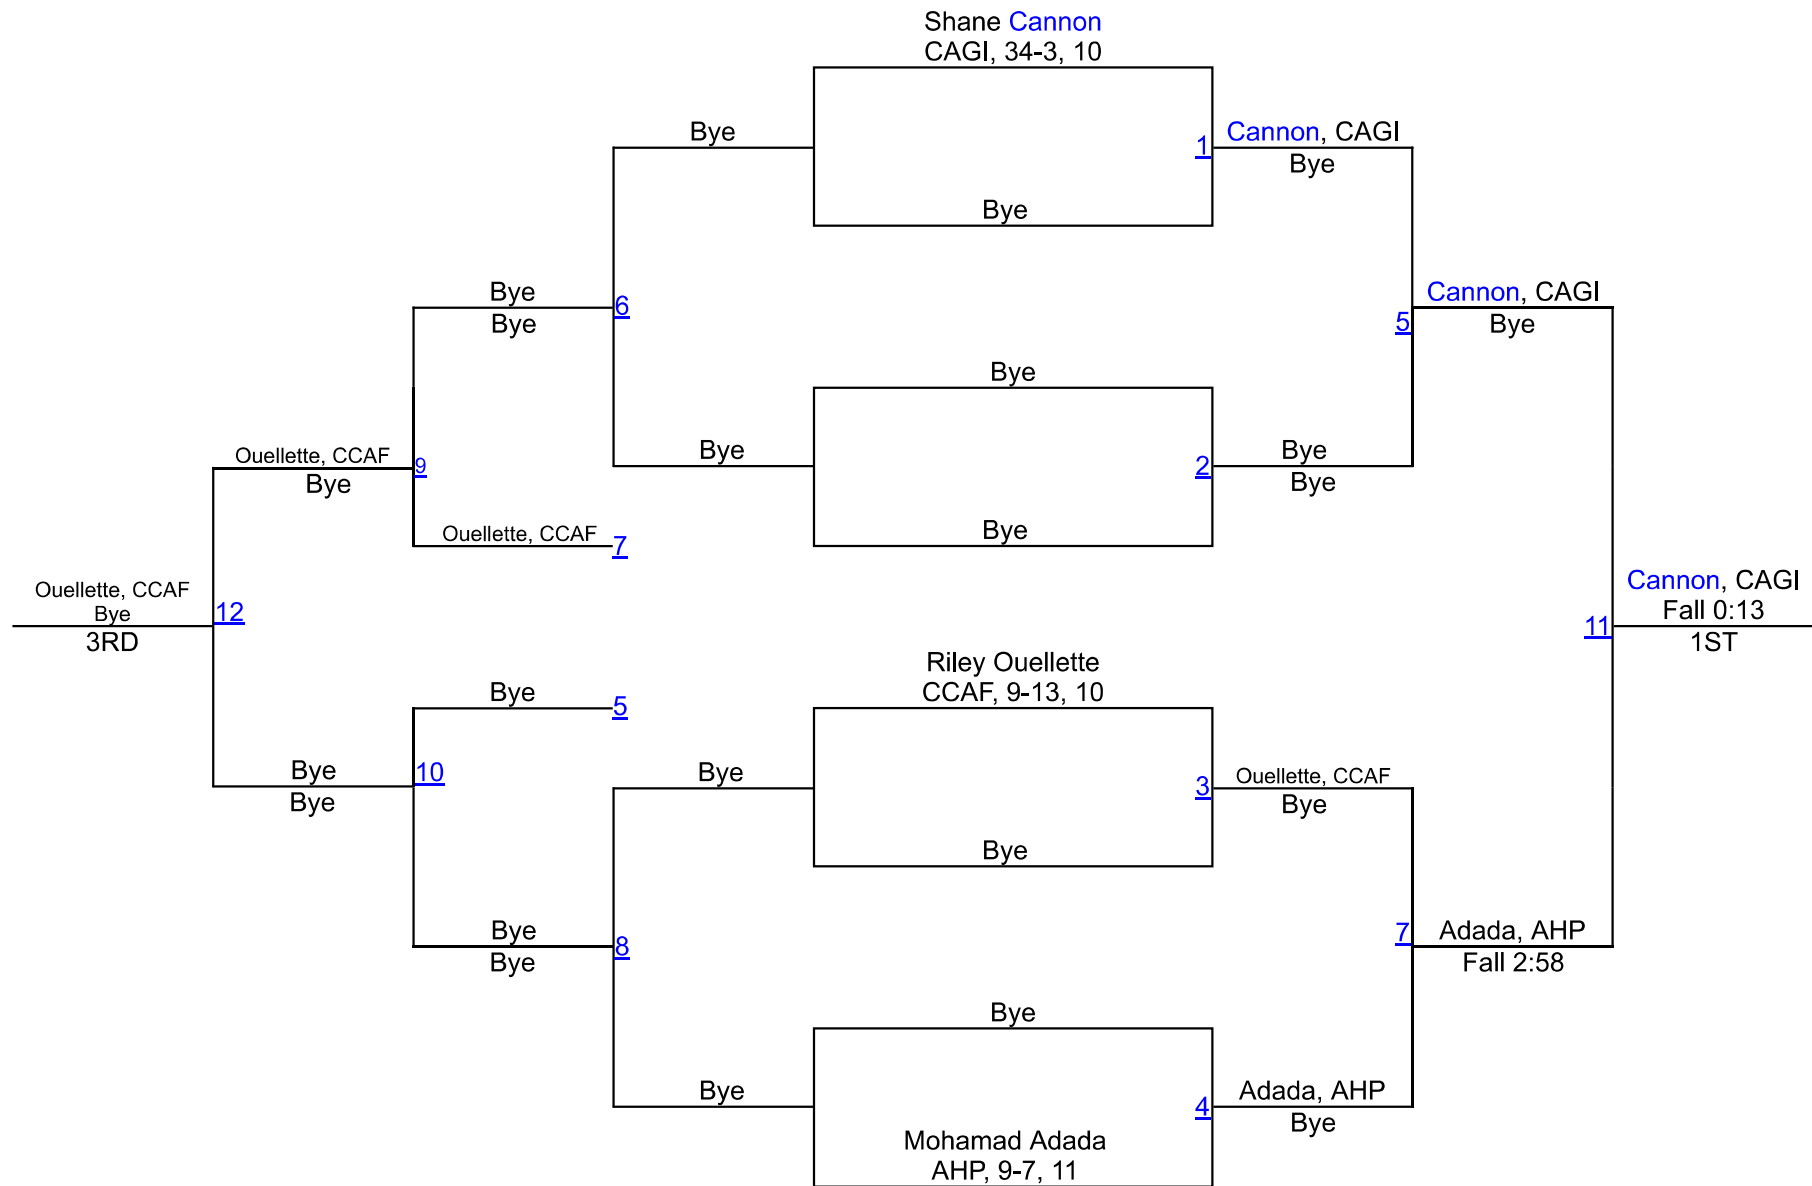 Shane Cannon
CAGI, 34-3, 10
Bye
1
Cannon, CAGI
Bye
Bye
Bye
Bye
6
Cannon, CAGI
5
Bye
Bye
Ouellette, CCAF
Bye
9
Bye
2
Bye
Bye
Bye
Ouellette, CCAF
7
Ouellette, CCAF
Bye
3RD
12
Cannon, CAGI
Fall 0:13
1ST
11
Riley Ouellette
CCAF, 9-13, 10
Bye
5
Bye
Bye
10
Bye
3
Ouellette, CCAF
Bye
Bye
Bye
Bye
8
7
Adada, AHP
Fall 2:58
Bye
Bye
4
Adada, AHP
Bye
Mohamad Adada
AHP, 9-7, 11